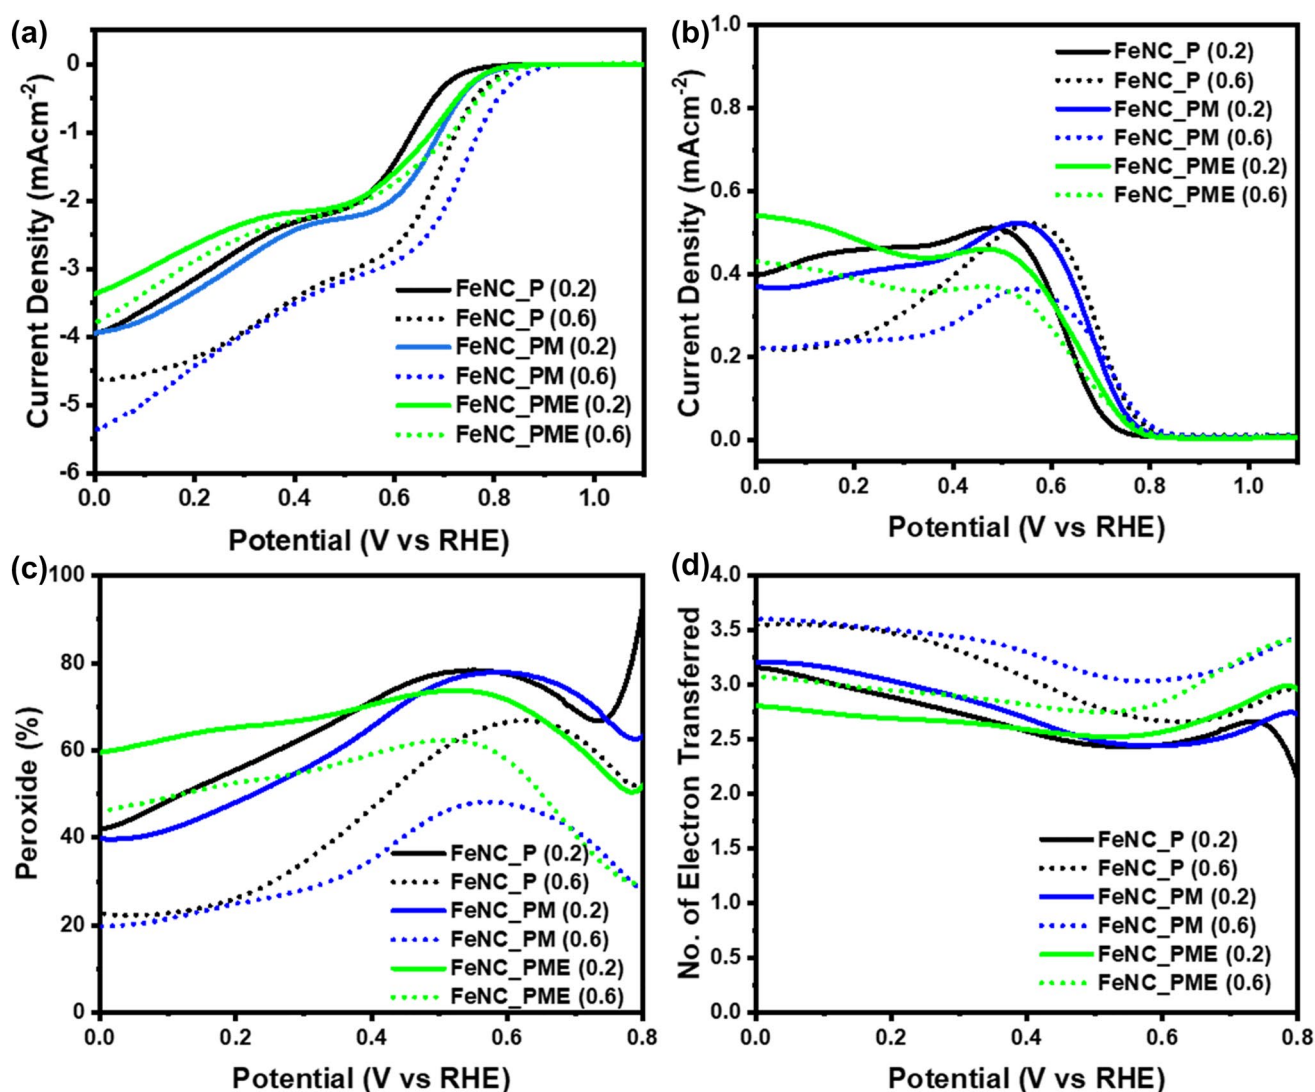 (a)
0
-1
-2
-3
-4
-5
-6
Current Density (mAcm⁻²)
FeNC_P (0.2)
FeNC_P (0.6)
FeNC_PM (0.2)
FeNC_PM (0.6)
FeNC_PME (0.2)
FeNC_PME (0.6)
0.0 0.2 0.4 0.6 0.8 1.0
Potential (V vs RHE)
(b)
1.0
0.8
0.6
0.4
0.2
0.0
Current Density (mAcm⁻²)
FeNC_P (0.2)
FeNC_P (0.6)
FeNC_PM (0.2)
FeNC_PM (0.6)
FeNC_PME (0.2)
FeNC_PME (0.6)
0.0 0.2 0.4 0.6 0.8 1.0
Potential (V vs RHE)
(c)
100
80
60
40
20
0
Peroxide (%)
FeNC_P (0.2)
FeNC_P (0.6)
FeNC_PM (0.2)
FeNC_PM (0.6)
FeNC_PME (0.2)
FeNC_PME (0.6)
0.0 0.2 0.4 0.6 0.8
Potential (V vs RHE)
(d)
4.0
3.5
3.0
2.5
2.0
1.5
1.0
0.5
0.0
No. of Electron Transferred
FeNC_P (0.2)
FeNC_P (0.6)
FeNC_PM (0.2)
FeNC_PM (0.6)
FeNC_PME (0.2)
FeNC_PME (0.6)
0.0 0.2 0.4 0.6 0.8
Potential (V vs RHE)